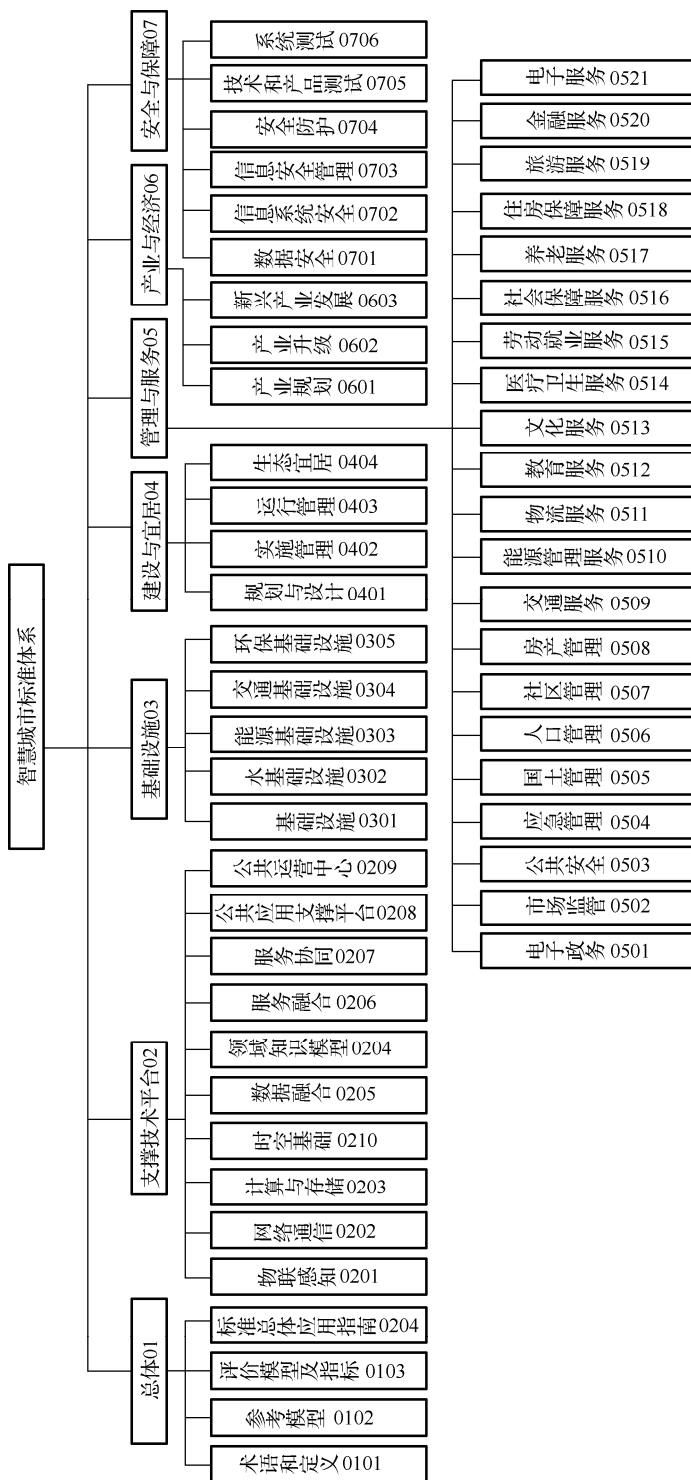 智慧城市标准体系
总体01
支撑技术平台02
基础设施03
建设与宜居04
管理与服务05
产业与经济06
安全与保障07
术语和定义0101
参考模型0102
评价模型及指标0103
标准总体应用指南0204
物联感知0201
网络通信0202
计算与存储0203
时空基础0210
数据融合0205
领域知识模型0204
服务融合0206
服务协同0207
公共应用支撑平台0208
公共运营中心0209
基础设施0301
水基础设施0302
能源基础设施0303
交通基础设施0304
环保基础设施0305
规划与设计0401
实施管理0402
运行管理0403
生态宜居0404
产业规划0601
产业升级0602
新兴产业发展0603
数据安全0701
信息系统安全0702
信息安全管理0703
安全防护0704
技术和产品测试0705
系统测试0706
电子政务0501
市场监管0502
公共安全0503
应急管理0504
国土管理0505
人口管理0506
社区管理0507
房产管理0508
交通服务0509
能源管理服务0510
物流服务0511
教育服务0512
文化服务0513
医疗卫生服务0514
劳动就业服务0515
社会保障服务0516
养老服务0517
住房保障服务0518
旅游服务0519
金融服务0520
电子服务0521